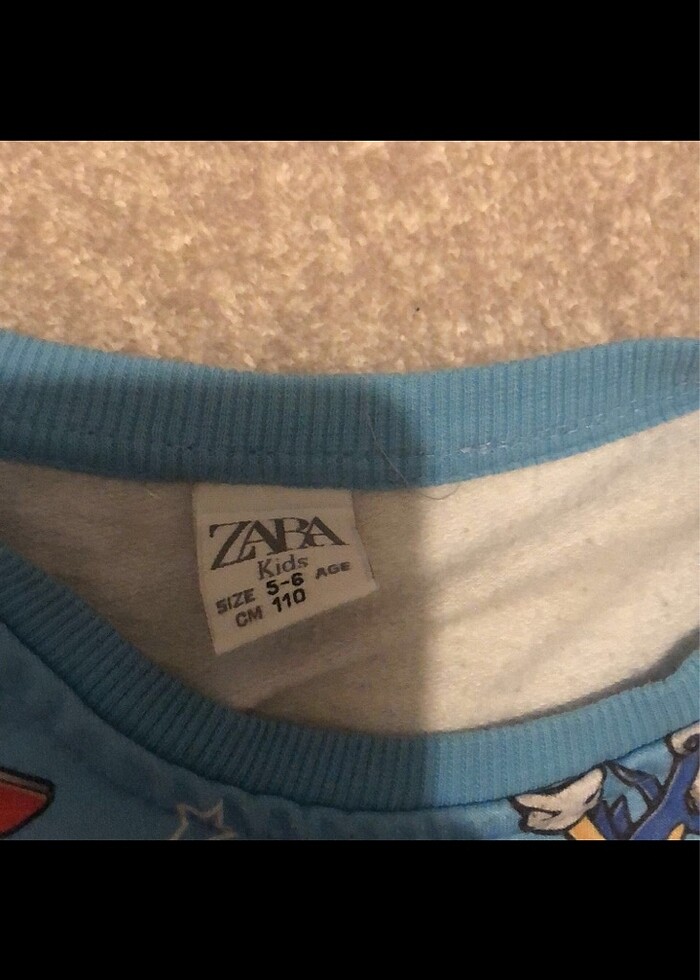 ZARA
Kids
SIZE 5-6 AGE
CM 110